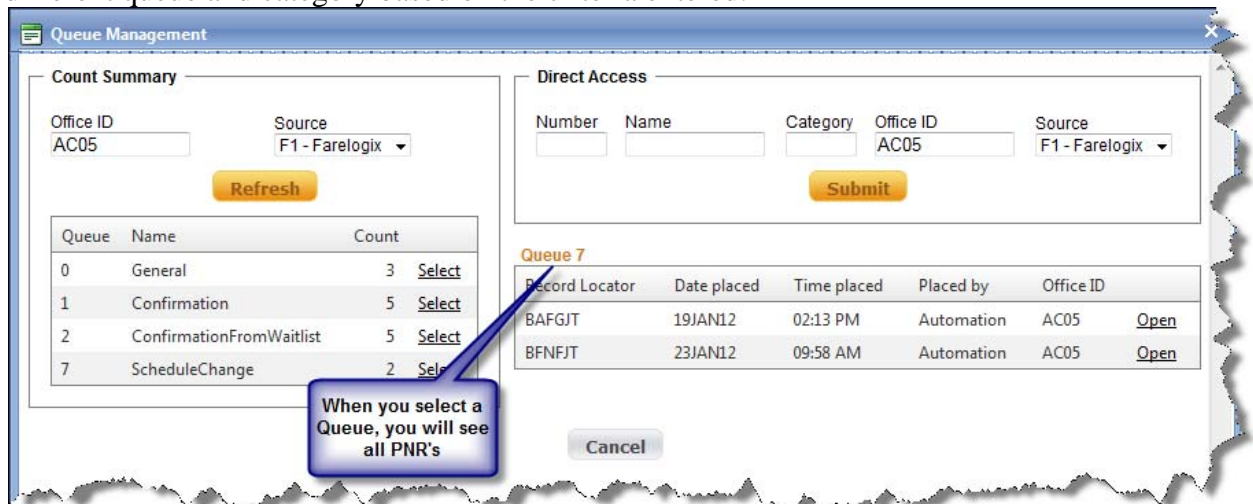 Queue Management
Count Summary
Office ID Source
AC05 F1 - Farelogix
Refresh
Queue Name Count
0 General 3 Select
1 Confirmation 5 Select
2 ConfirmationFromWaitlist 5 Select
7 ScheduleChange 2
When you select a
Queue, you will see
all PNR's
Direct Access
Number Name Category Office ID Source
AC05 F1 - Farelogix
Submit
Queue 7
Record Locator Date placed Time placed Placed by Office ID
BAFGJT 19JAN12 02:13 PM Automation AC05 Open
BFNFJT 23JAN12 09:58 AM Automation AC05 Open
Cancel